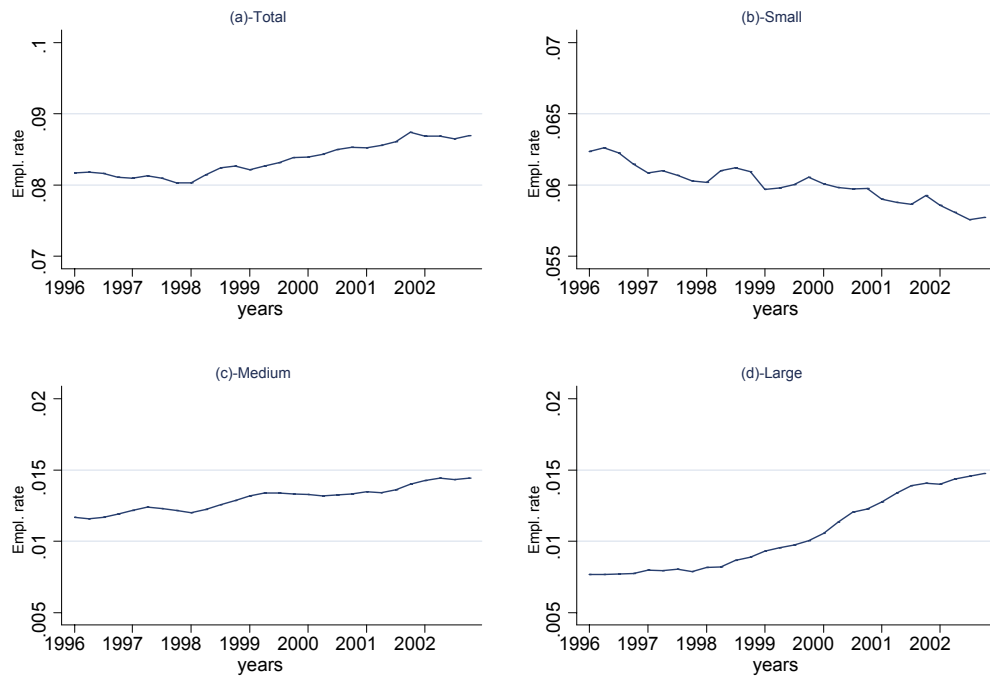 (a)-Total
.1
.09
.08
.07
Empl. rate
1996 1997 1998 1999 2000 2001 2002
years
(b)-Small
.07
.065
.06
.055
Empl. rate
1996 1997 1998 1999 2000 2001 2002
years
(c)-Medium
.02
.015
.01
.005
Empl. rate
1996 1997 1998 1999 2000 2001 2002
years
(d)-Large
.02
.015
.01
.005
Empl. rate
1996 1997 1998 1999 2000 2001 2002
years